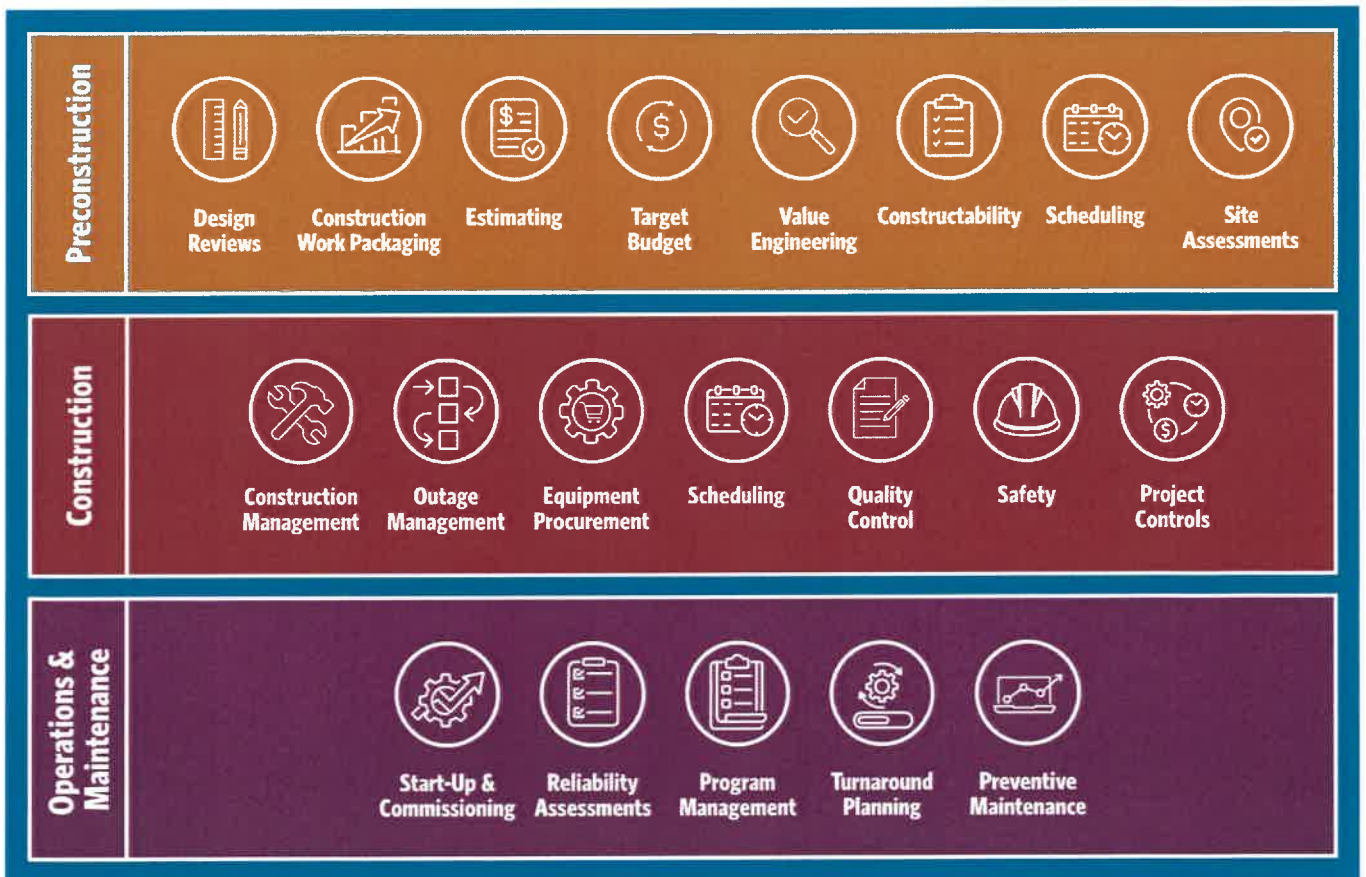 Preconstruction
Design
Reviews
Construction
Work Packaging
$
Estimating
$
Target
Budget
Value
Engineering
Constructability
Scheduling
Site
Assessments
Construction
Construction
Management
Outage
Management
Equipment
Procurement
Scheduling
Quality
Control
Safety
$
Project
Controls
Operations &
Maintenance
Start-Up &
Commissioning
Reliability
Assessments
Program
Management
Turnaround
Planning
Preventive
Maintenance